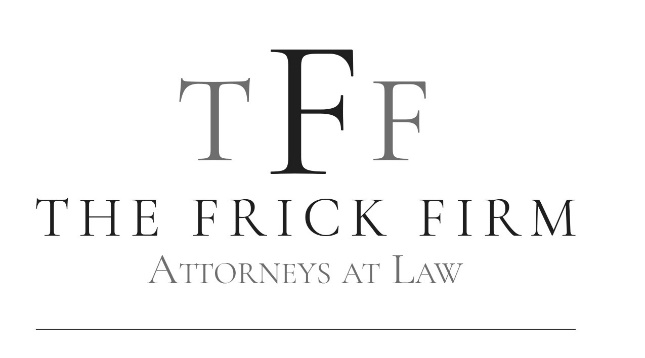 TFF
THE FRICK FIRM
ATTORNEYS AT LAW